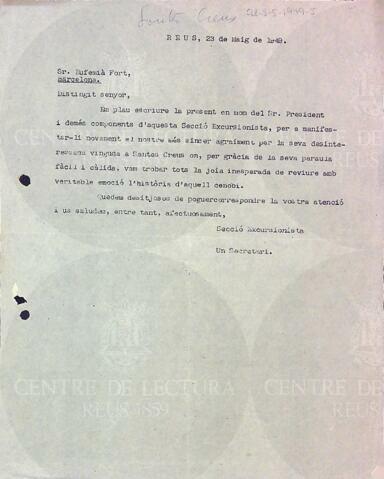 Santes Creus
REUS, 23 de Maig de 1949.
Sr. Eufemià Fort,
Barcelona.
Distingit senyor,
Em plau escriure la present en nom del Sr. President
i demés components d'aquesta Secció Excursionista, per a manifes-
tar-li novament el nostre més sincer agraiment per la seva desinte-
ressada vinguda a Santes Creus on, per gràcia de la seva paraula
fàcil i càlida, vam trobar tots la joia inesperada de reviure amb
veritable emoció l'història d'aquell cenobi.
Quedem desitjosos de poguer correspondre la vostra atenció
i us saludem, entre tant, afectuosament,
Secció Excursionista
Un Secretari.
CENTRE DE LECTURA
REUS 1859
CENTRE DE LECTURA
REUS 1859